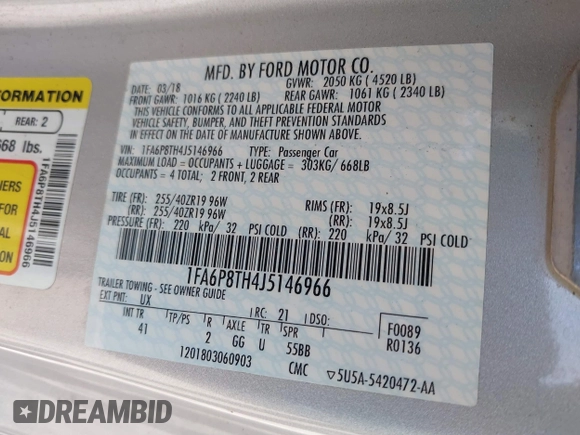 FORMATION
REAR: 2
668 lbs.
1FA6P8TH4J5146966
IERS
FOR
OF
MFD. BY FORD MOTOR CO.
DATE: 03/18 GVWR: 2050 KG ( 4520 LB)
FRONT GAWR: 1016 KG ( 2240 LB) REAR GAWR: 1061 KG ( 2340 LB)
THIS VEHICLE CONFORMS TO ALL APPLICABLE FEDERAL MOTOR
VEHICLE SAFETY, BUMPER, AND THEFT PREVENTION STANDARDS
IN EFFECT ON THE DATE OF MANUFACTURE SHOWN ABOVE.
VIN: 1FA6P8TH4J5146966 TYPE: Passenger Car
MAXIMUM LOAD = OCCUPANTS + LUGGAGE = 303KG/ 668LB
OCCUPANTS = 4 TOTAL; 2 FRONT, 2 REAR
TIRE (FR): 255/40ZR19 96W RIMS (FR): 19x8.5J
(RR): 255/40ZR19 96W (RR): 19x8.5J
PRESSURE (FR): 220 kPa/ 32 PSI COLD (RR): 220 kPa/ 32 PSI COLD
1FA6P8TH4J5146966
TRAILER TOWING - SEE OWNER GUIDE
EXT PNT: UX RC: 21 DSO: F0089
INT TR TP/PS R AXLE TR SPR R0136
41 2 GG U 55BB
1201803060903 CMC ▽5U5A-5420472-AA
DREAMBID